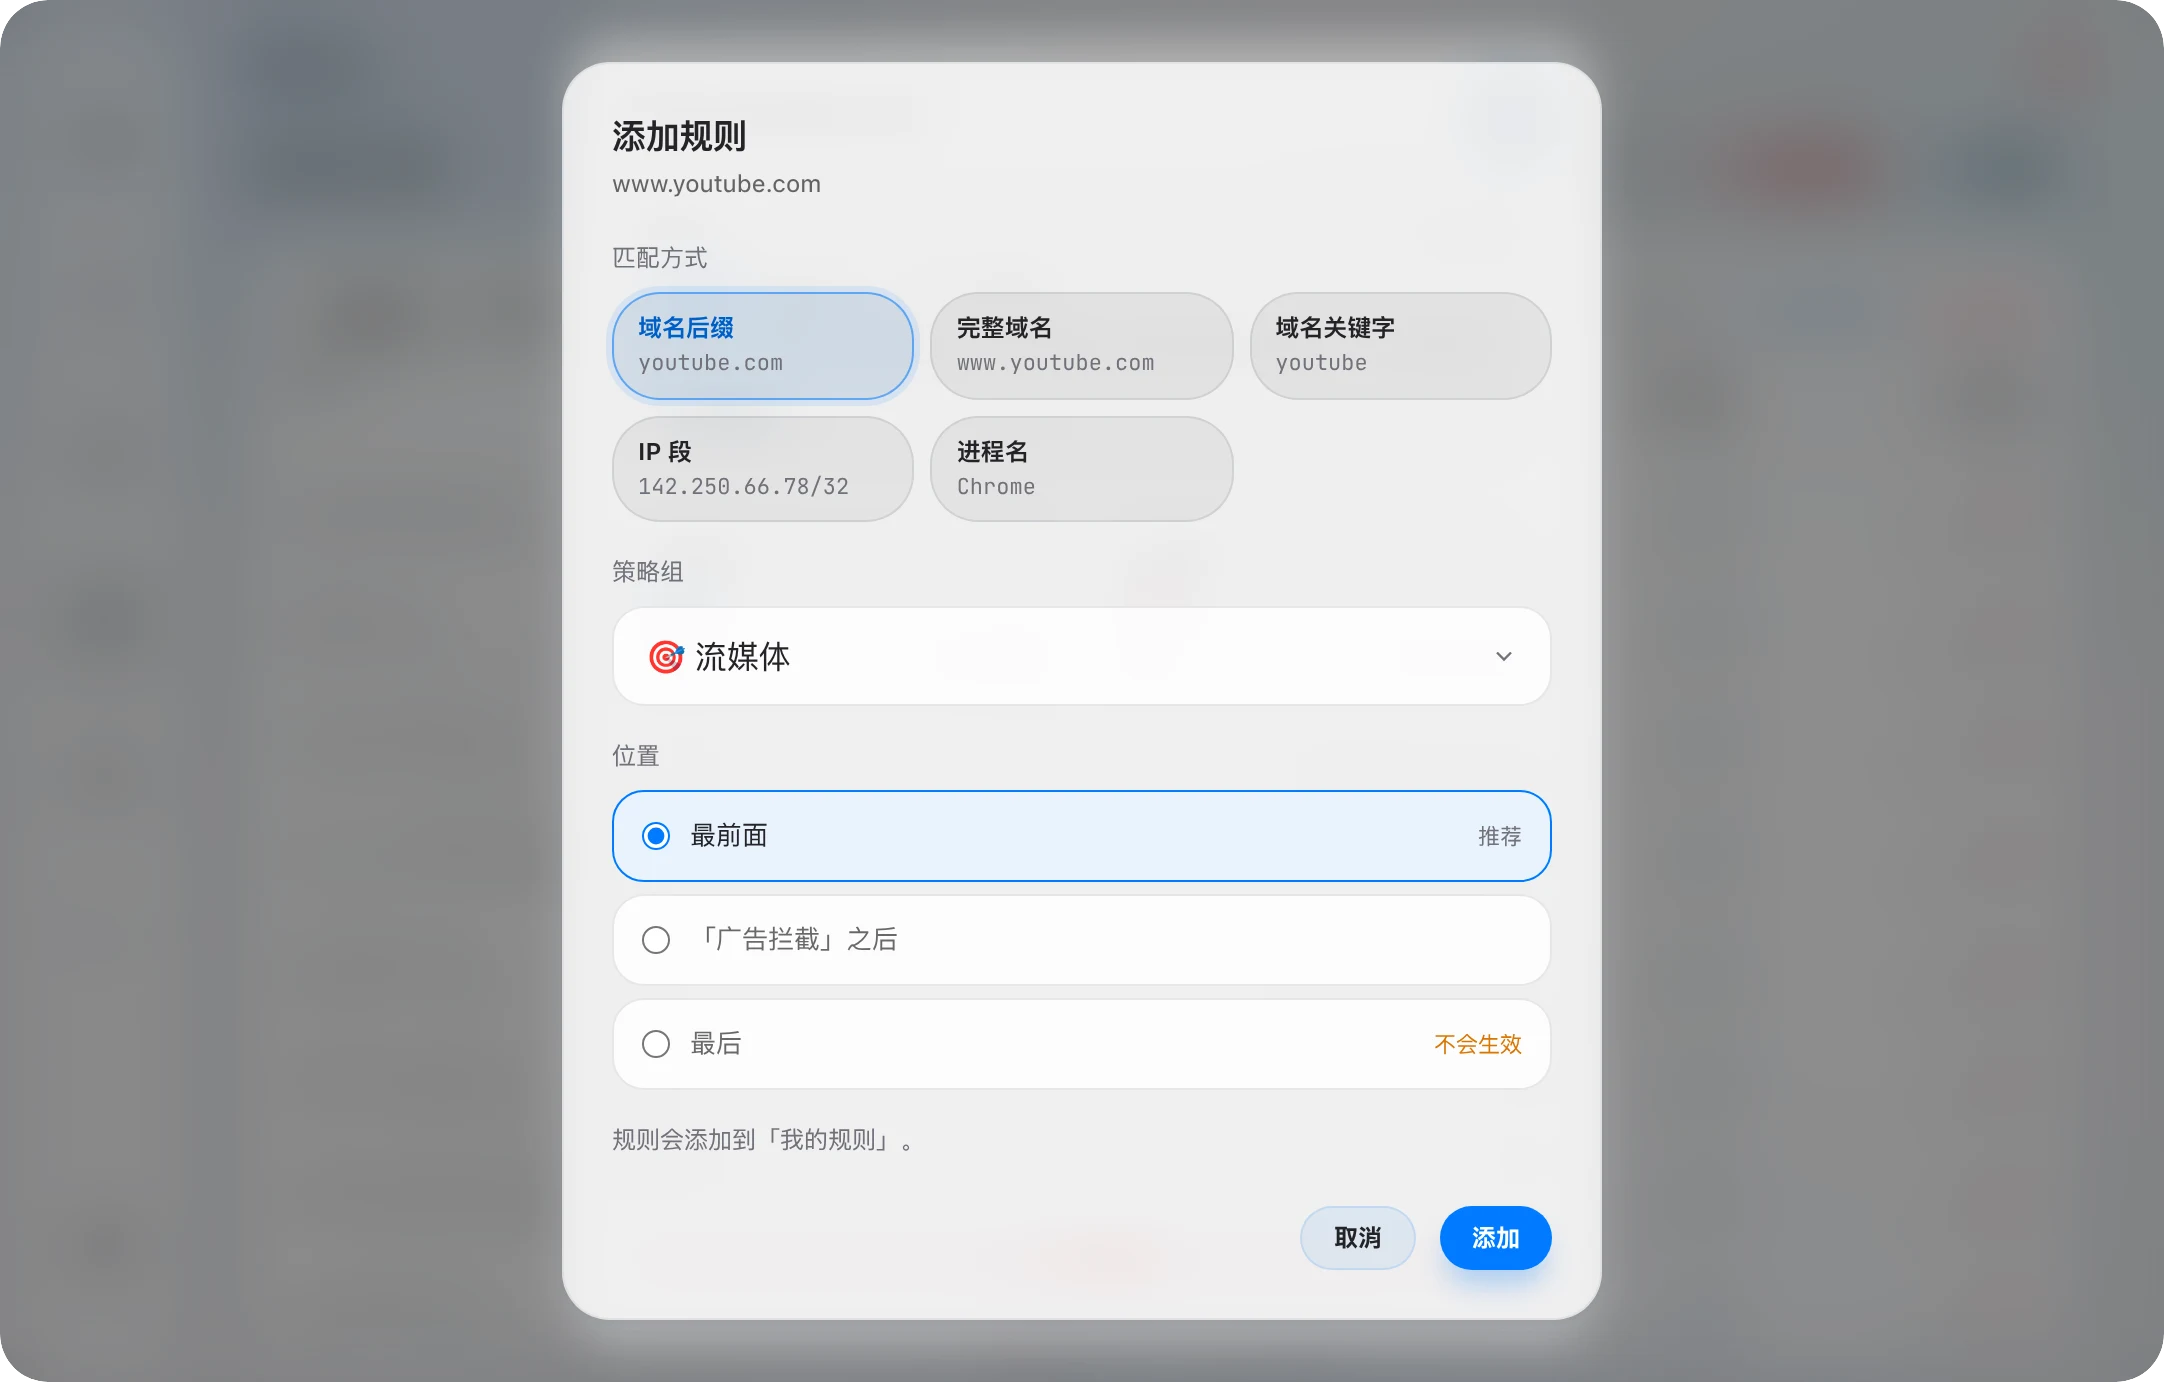 添加规则
www.youtube.com
匹配方式
域名后缀
youtube.com
完整域名
www.youtube.com
域名关键字
youtube
IP 段
142.250.66.78/32
进程名
Chrome
策略组
🎯 流媒体
位置
最前面
推荐
「广告拦截」之后
最后
不会生效
规则会添加到「我的规则」。
取消
添加